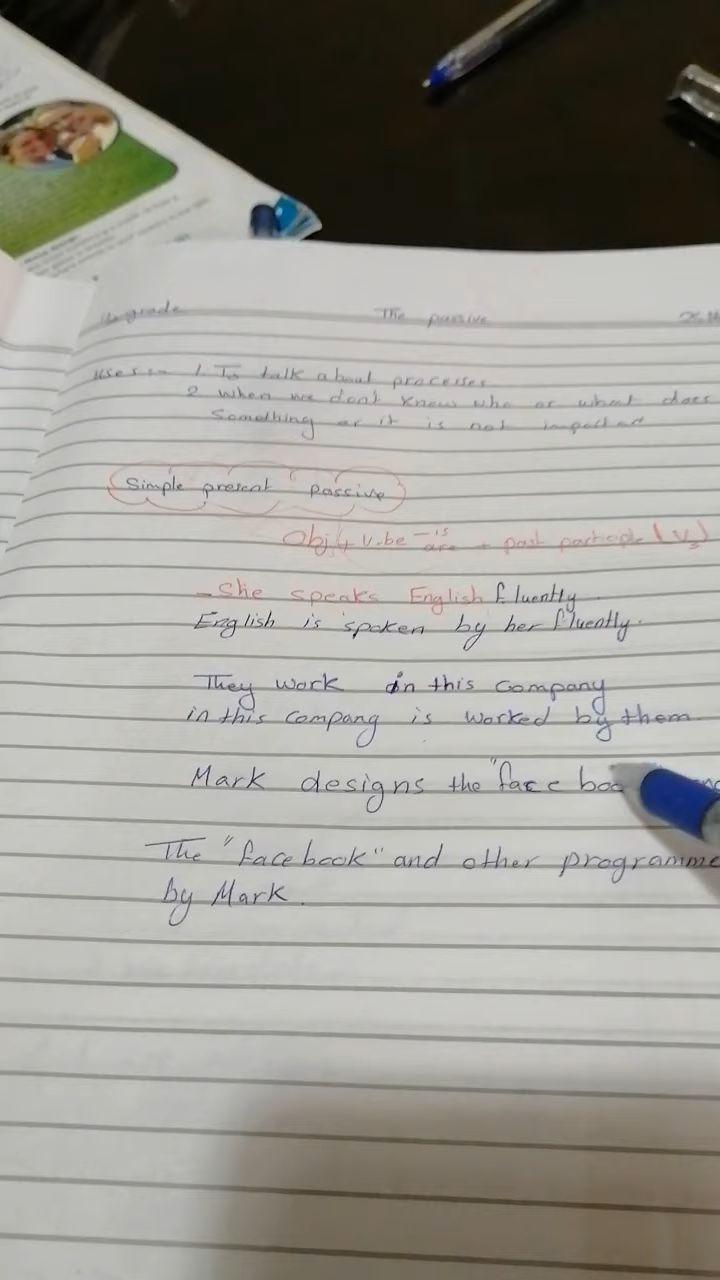 grade The passive
uses:- 1. To talk about processes
2 when we don't know who or what does
Something or it is not important
Simple present passive
Obj + v.be - is
are + past participle (V3)
- She speaks English fluently.
English is spoken by her fluently.
They work in this company
in this company is worked by them
Mark designs the "face boo
The "facebook" and other programme
by Mark.